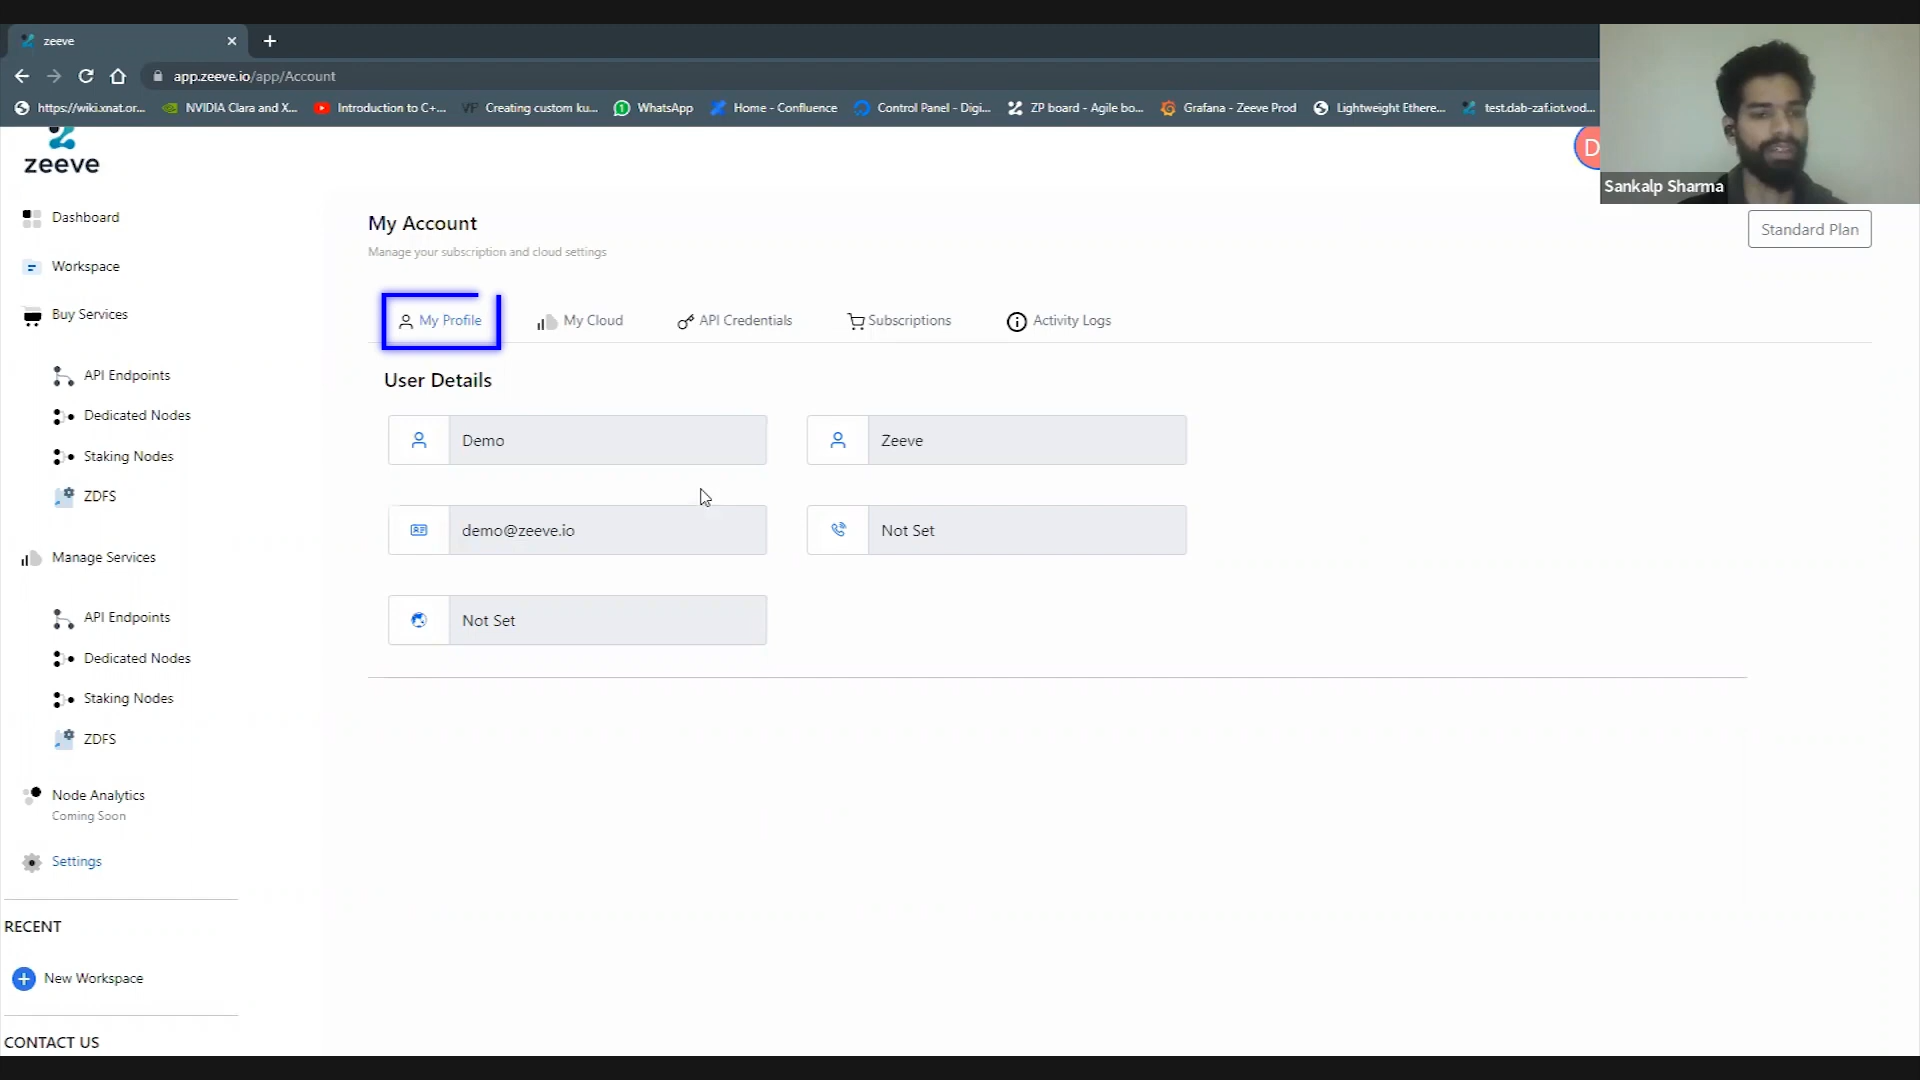 zeeve
app.zeeve.io/app/Account
https://wiki.xnat.or...
NVIDIA Clara and X...
Introduction to C+...
VF Creating custom ku...
WhatsApp
Home - Confluence
Control Panel - Digi...
ZP board - Agile bo...
Grafana - Zeeve Prod
Lightweight Ethere...
test.dab-zaf.iot.vod...
zeeve
D
Sankalp Sharma
Dashboard
Workspace
Buy Services
API Endpoints
Dedicated Nodes
Staking Nodes
ZDFS
Manage Services
API Endpoints
Dedicated Nodes
Staking Nodes
ZDFS
Node Analytics
Coming Soon
Settings
RECENT
New Workspace
CONTACT US
My Account
Manage your subscription and cloud settings
Standard Plan
My Profile
My Cloud
API Credentials
Subscriptions
Activity Logs
User Details
Demo
Zeeve
demo@zeeve.io
Not Set
Not Set